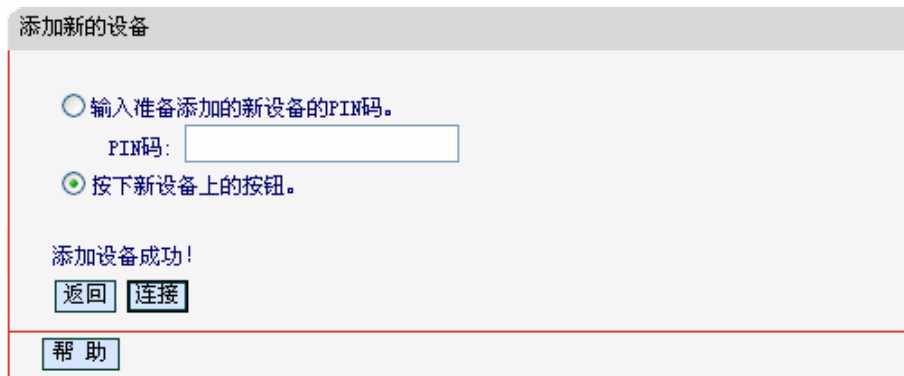 添加新的设备
输入准备添加的新设备的PIN码。
PIN码:
按下新设备上的按钮。
添加设备成功!
返回 连接
帮 助